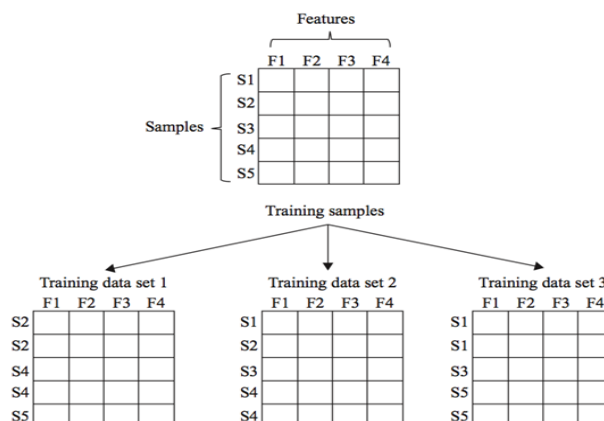 Features
F1 F2 F3 F4
Samples
S1
S2
S3
S4
S5
Training samples
Training data set 1
F1 F2 F3 F4
S2
S2
S4
S4
S5
Training data set 2
F1 F2 F3 F4
S1
S2
S3
S4
S4
Training data set 3
F1 F2 F3 F4
S1
S1
S3
S5
S5